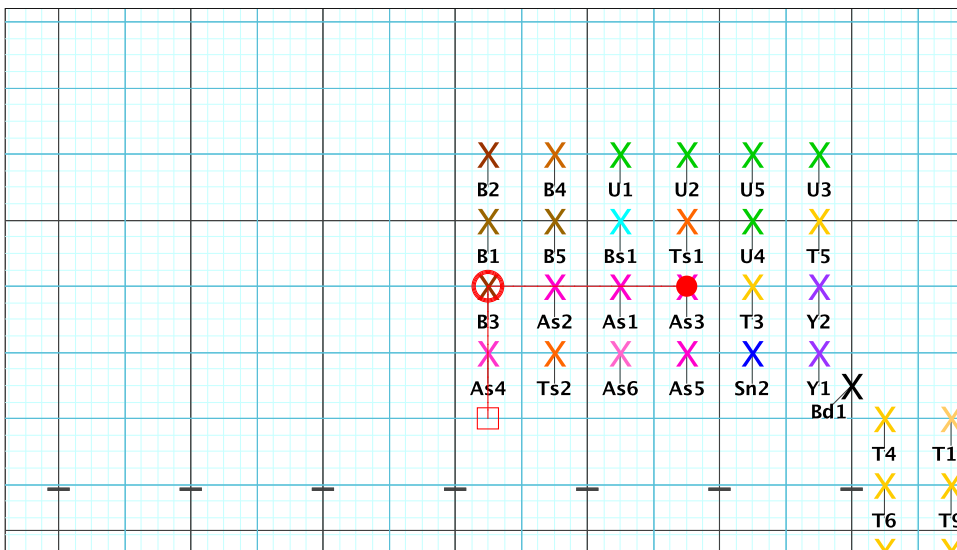 B2 B4 U1 U2 U5 U3
B1 B5 Bs1 Ts1 U4 T5
B3 As2 As1 As3 T3 Y2
As4 Ts2 As6 As5 Sn2 Y1
Bd1
T4 T1
T6 T9